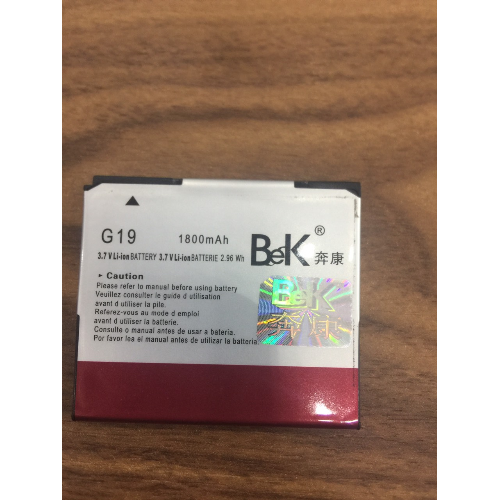 G19 1800mAh BeK® 奔康
3.7 V Li-ion BATTERY 3.7 V Li-ion BATTERIE 2.96 Wh
Caution
Please refer to manual before using battery
Veuillez consulter le guide d utilisation
avand d utiliser la pile.
Referez-vous au mode d emploi
avant d'utiliser la batterie.
Consulte o manual antes de usar a bateria.
Por favor lea el manual antes de utilizar la bateria
BeK
奔康